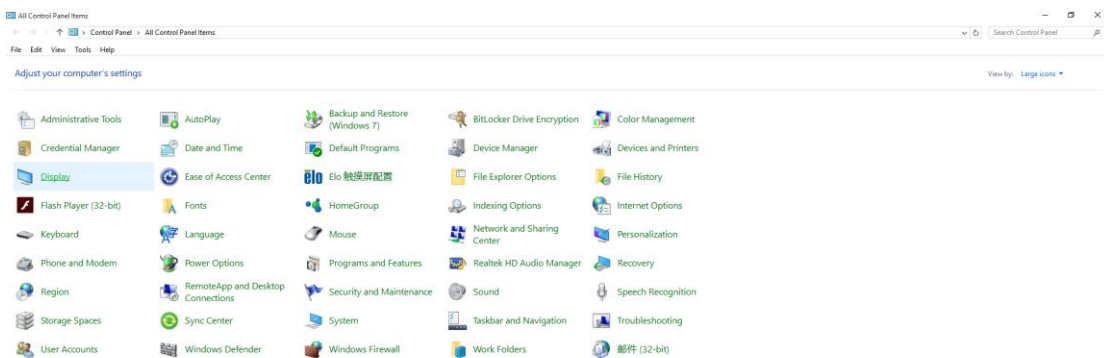 All Control Panel Items
Control Panel > All Control Panel Items
Search Control Panel
File Edit View Tools Help
Adjust your computer's settings
View by: Large icons
Administrative Tools
AutoPlay
Backup and Restore
(Windows 7)
BitLocker Drive Encryption
Color Management
Credential Manager
Date and Time
Default Programs
Device Manager
Devices and Printers
Display
Ease of Access Center
elo
Elo 触摸屏配置
File Explorer Options
File History
Flash Player (32-bit)
Fonts
HomeGroup
Indexing Options
Internet Options
Keyboard
Language
Mouse
Network and Sharing
Center
Personalization
Phone and Modem
Power Options
Programs and Features
Realtek HD Audio Manager
Recovery
Region
RemoteApp and Desktop
Connections
Security and Maintenance
Sound
Speech Recognition
Storage Spaces
Sync Center
System
Taskbar and Navigation
Troubleshooting
User Accounts
Windows Defender
Windows Firewall
Work Folders
邮件 (32-bit)